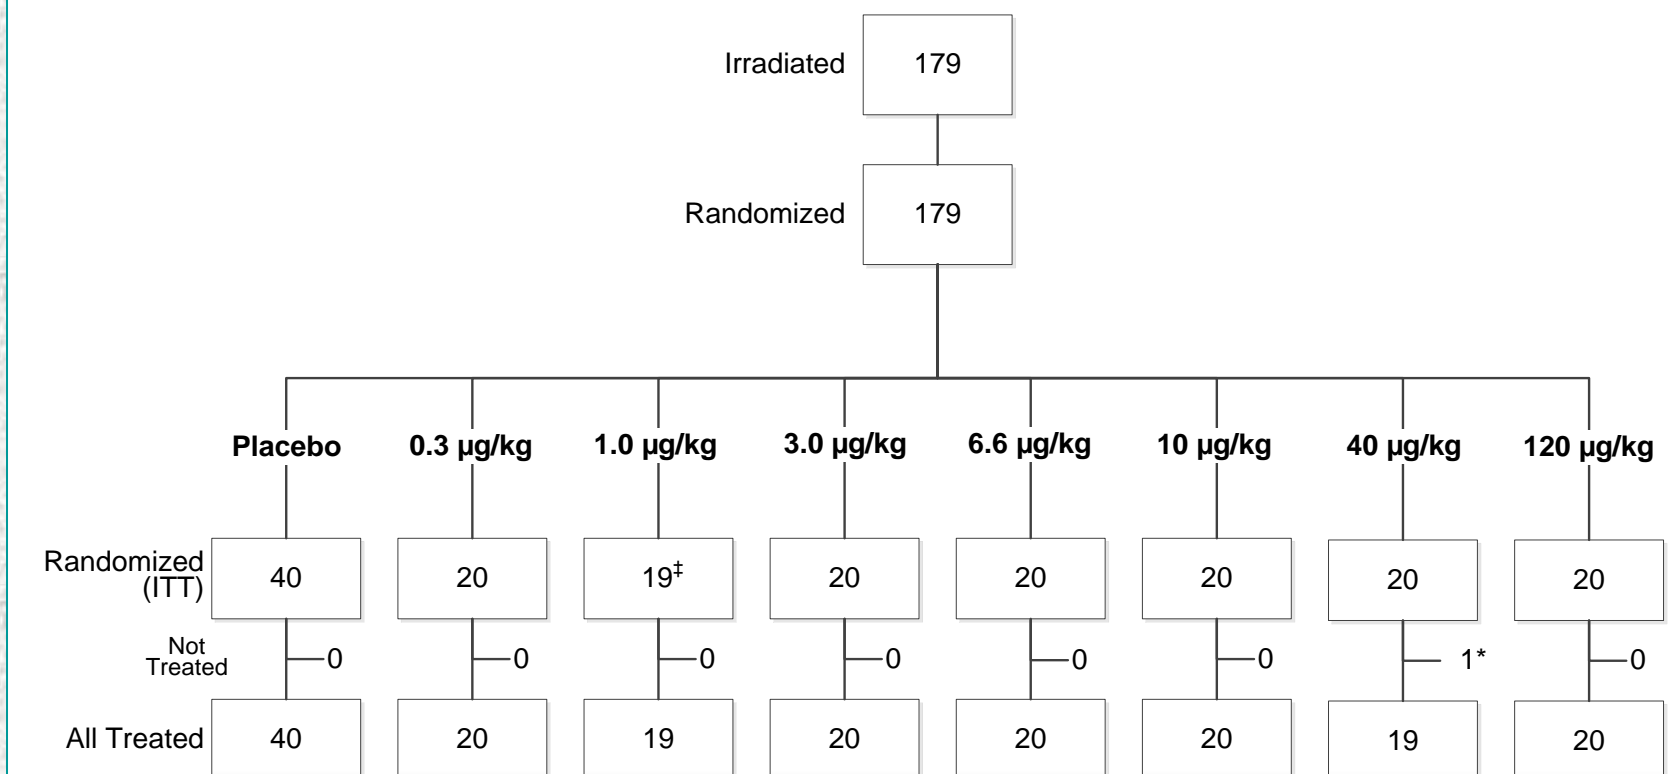 Irradiated 179
Randomized 179
Placebo 0.3 µg/kg 1.0 µg/kg 3.0 µg/kg 6.6 µg/kg 10 µg/kg 40 µg/kg 120 µg/kg
Randomized
(ITT)
40 20 19‡ 20 20 20 20 20
Not
Treated
0 0 0 0 0 0 1* 0
All Treated 40 20 19 20 20 20 19 20